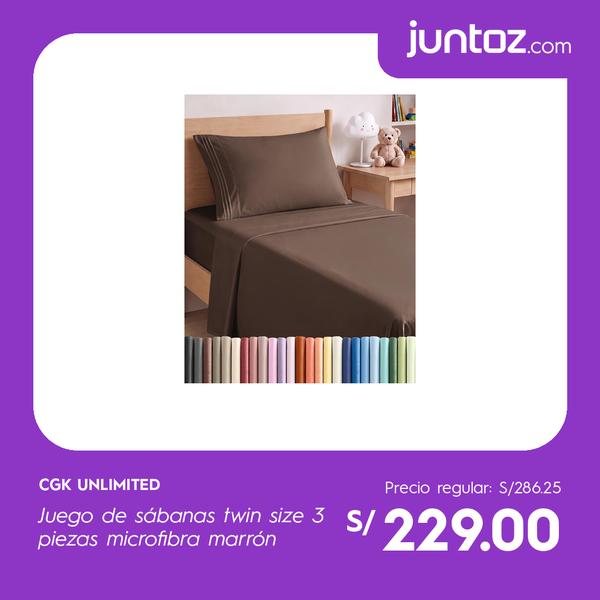 juntoz.com
CGK UNLIMITED
Juego de sábanas twin size 3
piezas microfibra marrón
Precio regular: S/286.25
S/ 229.00